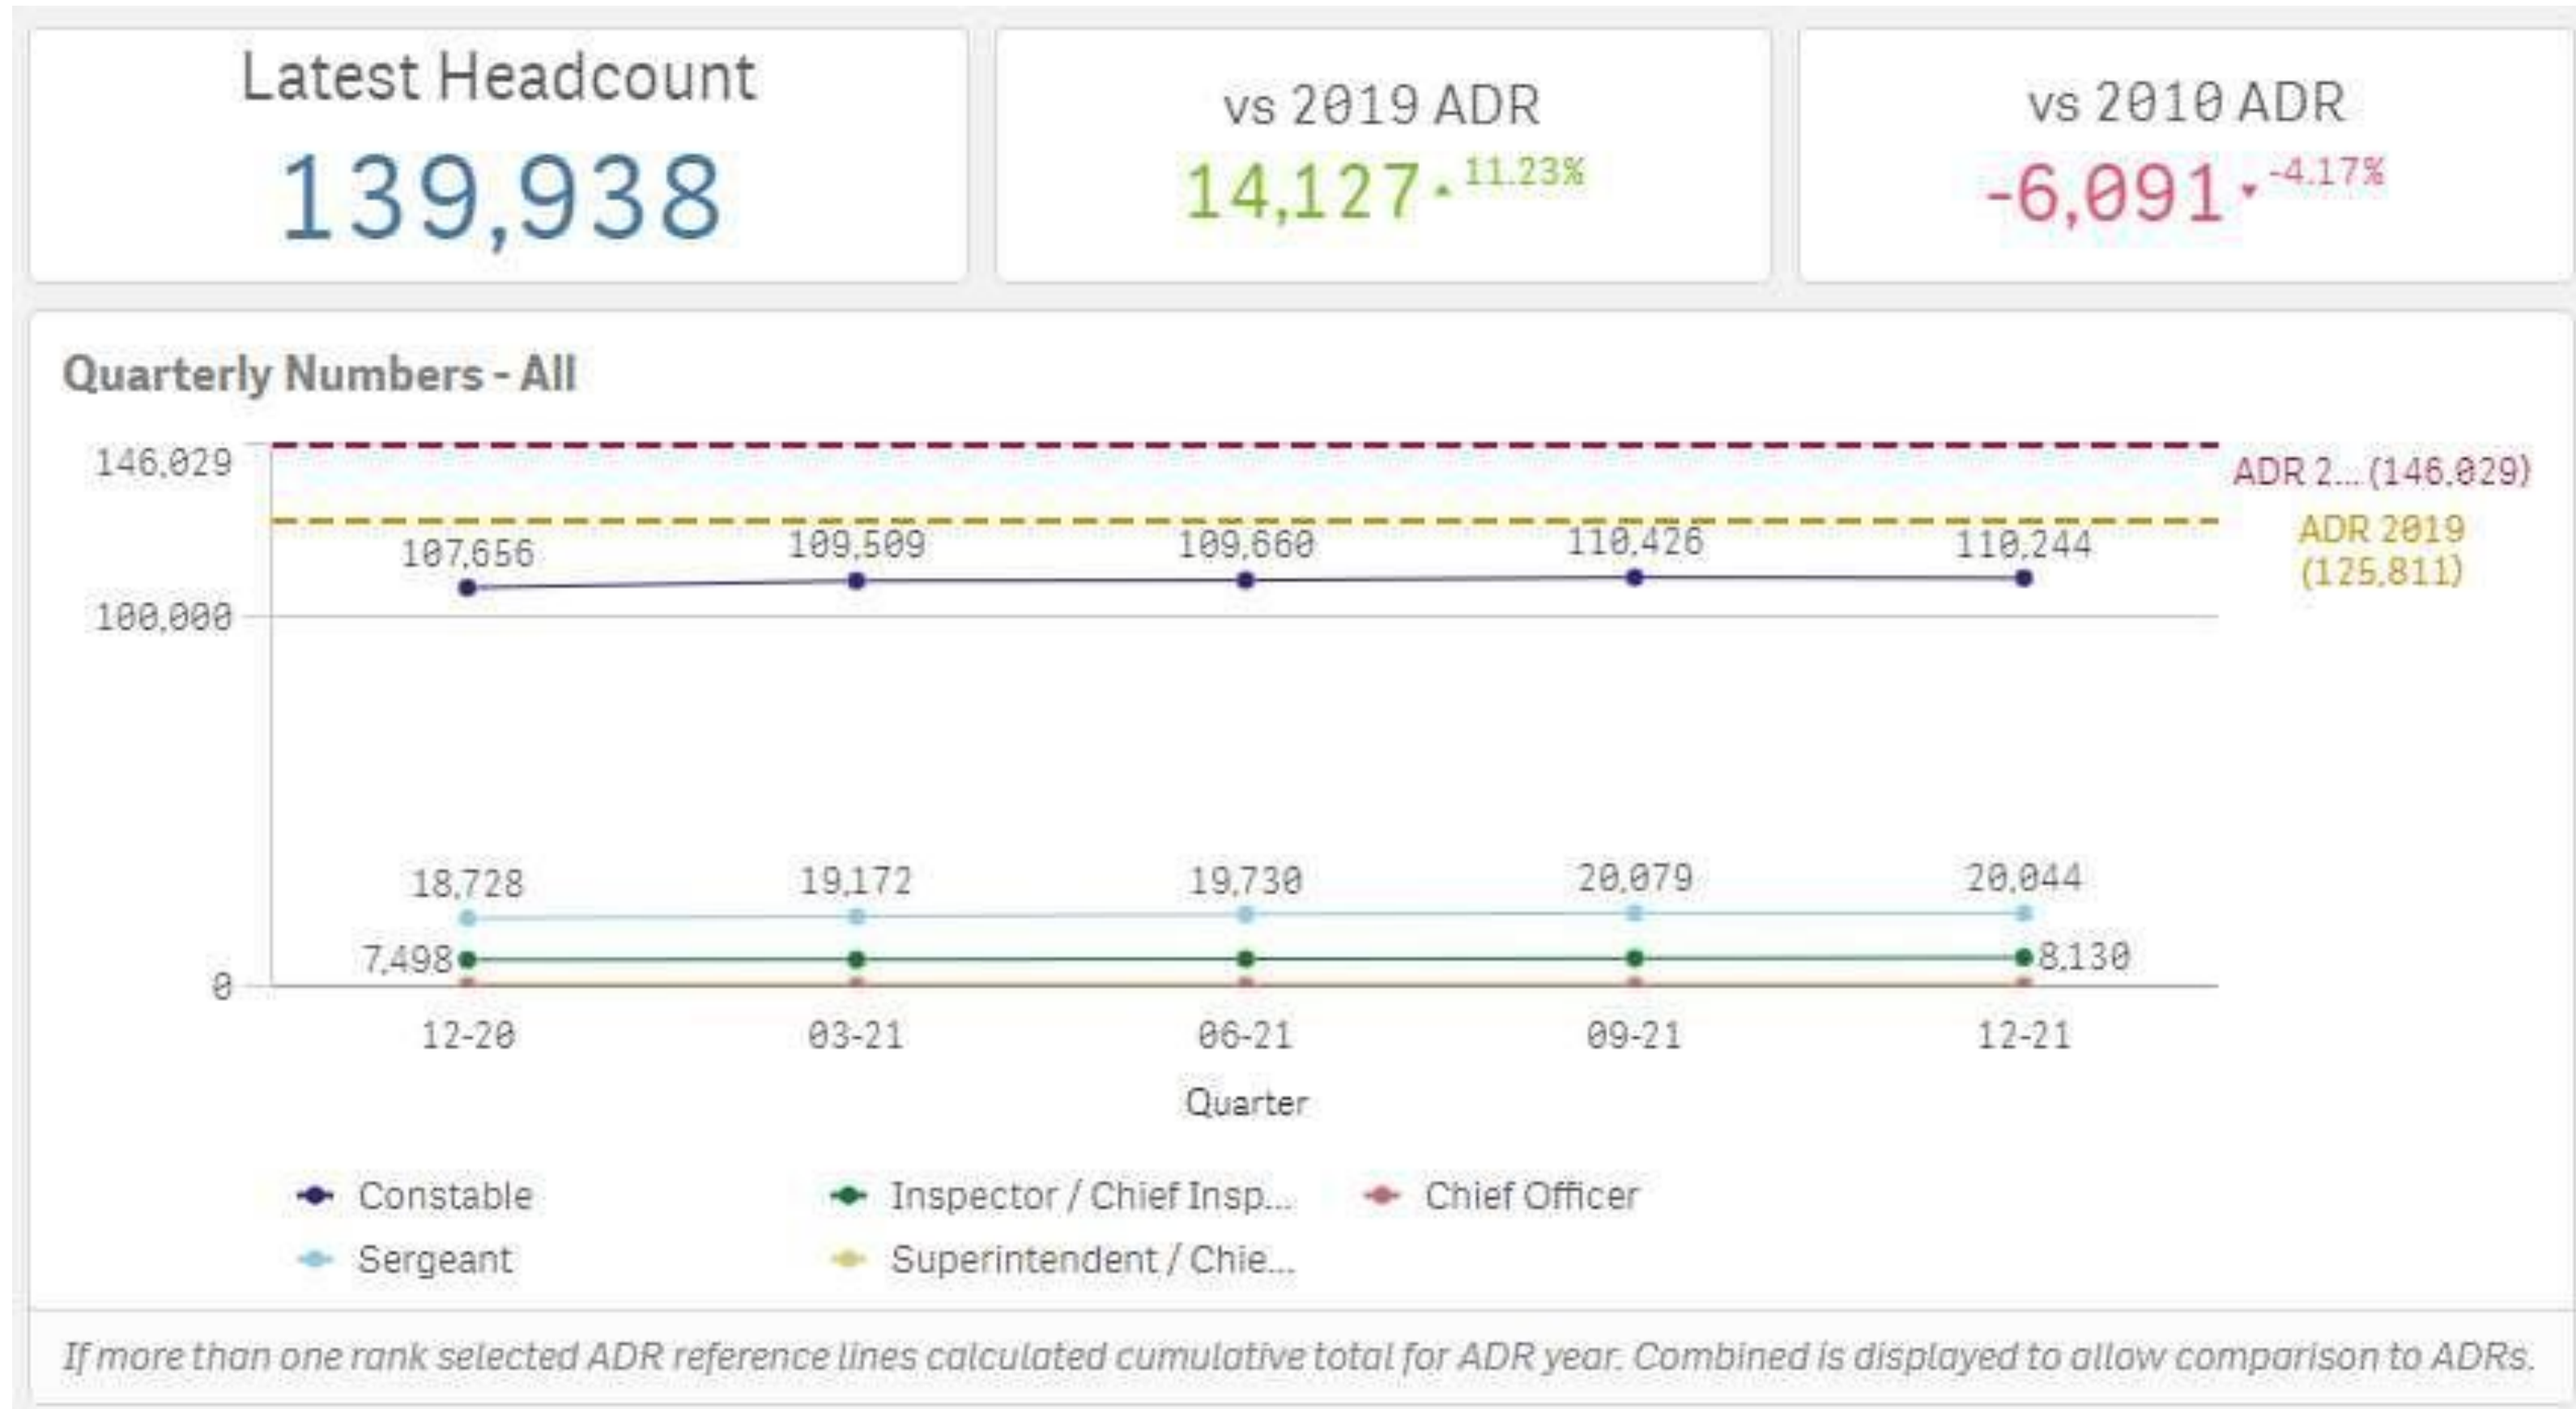 Latest Headcount
139,938
vs 2019 ADR
14,127 ▲ 11.23%
vs 2010 ADR
-6,091 ▼ -4.17%
Quarterly Numbers - All
146,029
ADR 2... (146,029)
ADR 2019
(125,811)
107,656 109,509 109,660 110,426 110,244
100,000
18,728 19,172 19,730 20,079 20,044
7,498 8,130
0
12-20 03-21 06-21 09-21 12-21
Quarter
Constable Inspector / Chief Insp... Chief Officer
Sergeant Superintendent / Chie...
If more than one rank selected ADR reference lines calculated cumulative total for ADR year. Combined is displayed to allow comparison to ADRs.